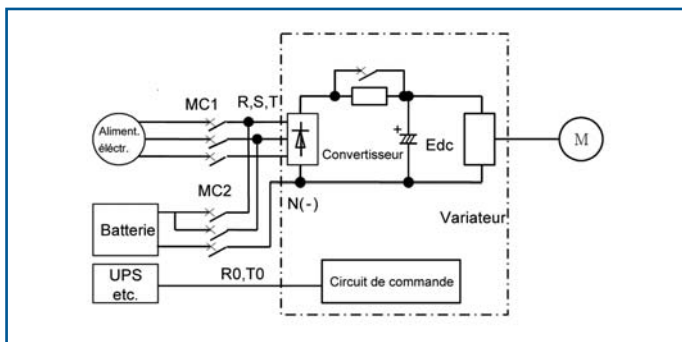 MC1
R,S,T
Aliment.
éléctr.
Convertisseur
+
Edc
M
MC2
N(-)
Batterie
Variateur
UPS
etc.
R0,T0
Circuit de commande